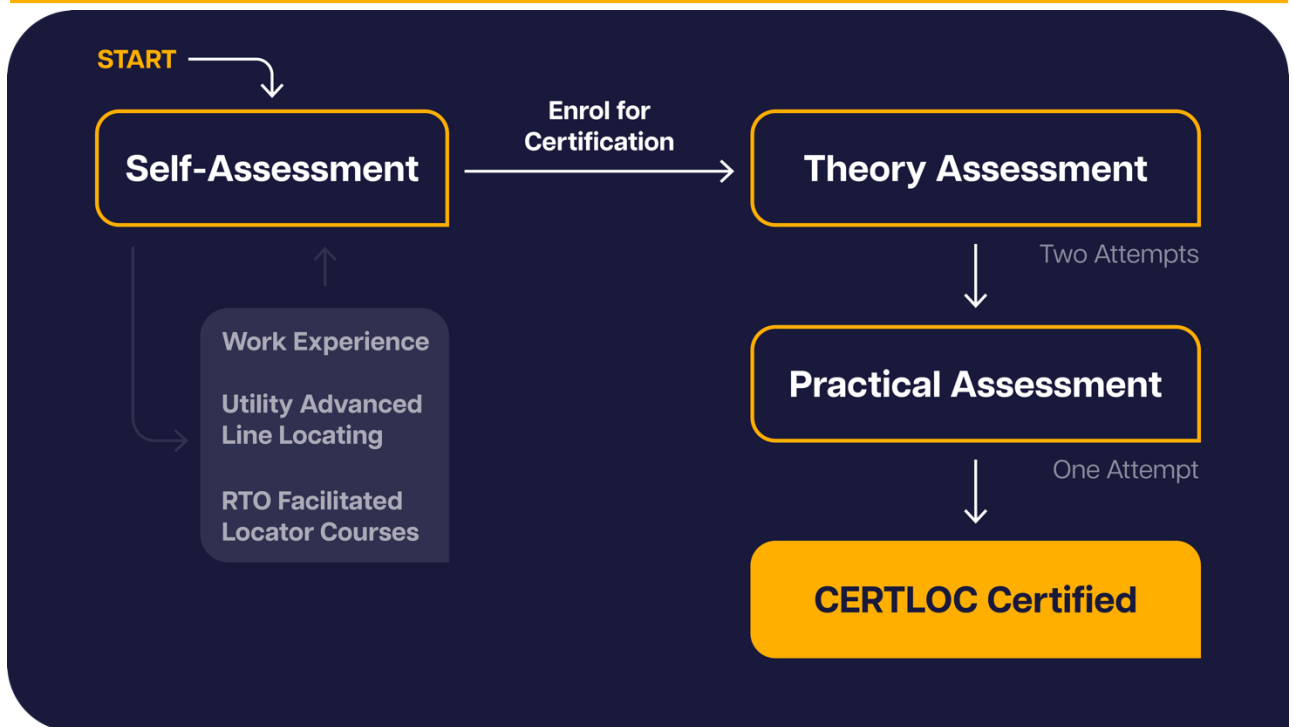 START
Self-Assessment
Enrol for
Certification
Theory Assessment
Two Attempts
Work Experience
Utility Advanced
Line Locating
RTO Facilitated
Locator Courses
Practical Assessment
One Attempt
CERTLOC Certified